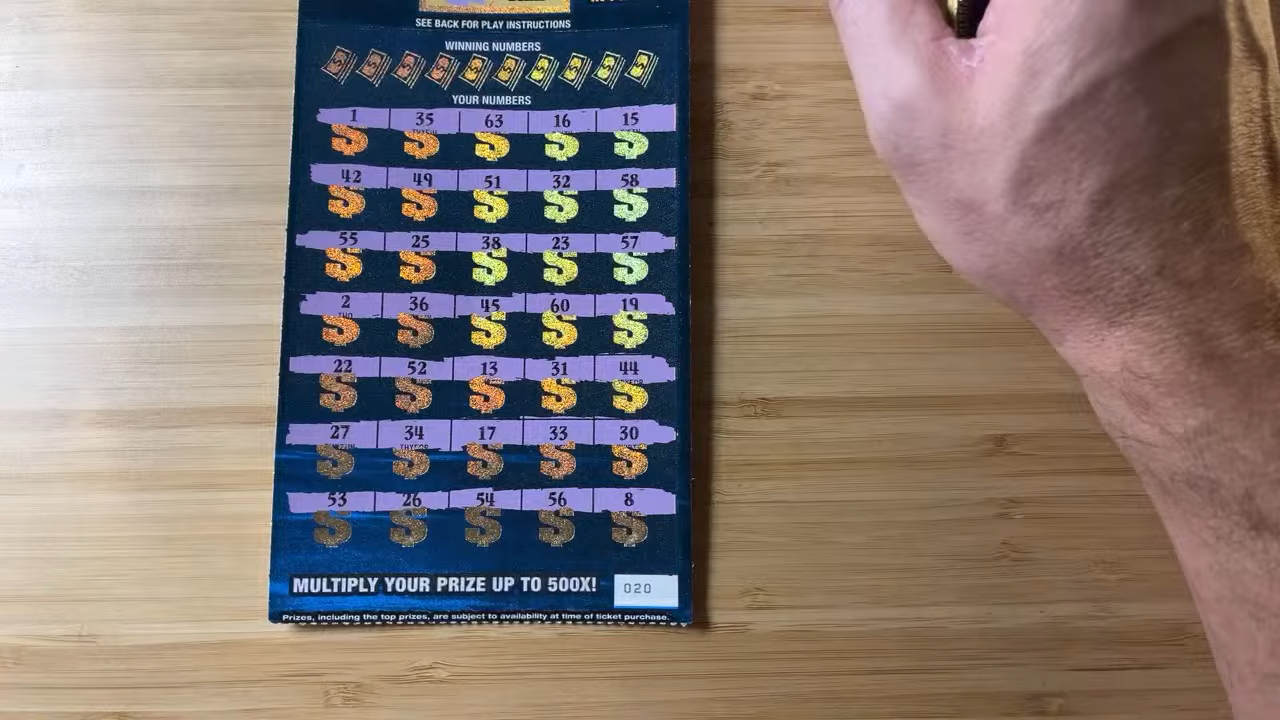 SEE BACK FOR PLAY INSTRUCTIONS
WINNING NUMBERS
YOUR NUMBERS
1 35 63 16 15
42 49 51 32 58
55 25 38 23 57
2 36 45 60 19
TWO
22 52 13 31 44
27 34 17 33 30
THYFOR
53 26 54 56 8
MULTIPLY YOUR PRIZE UP TO 500X!
020
Prizes, including the top prizes, are subject to availability at time of ticket purchase.